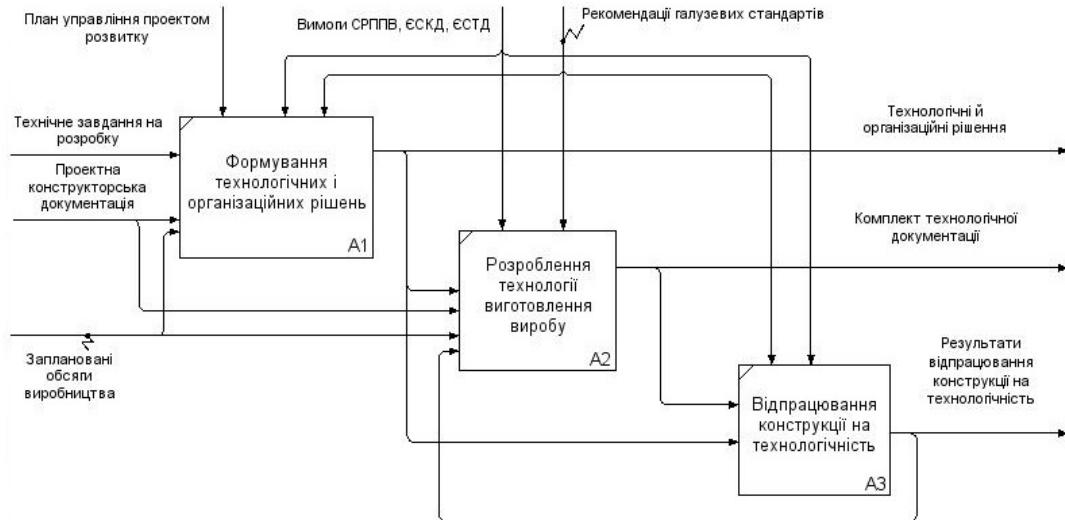 План управління проектом
розвитку
Вимоги СРППВ, ЄСКД, ЄСТД
Рекомендації галузевих стандартів
Технічне завдання на
розробку
Проектна
конструкторська
документація
Формування
технологічних і
організаційних рішень
A1
Технологічні й
організаційні рішення
Комплект технологічної
документації
Розроблення
технології
виготовлення
виробу
A2
Заплановані
обсяги
виробництва
Результати
відпрацювання
конструкції на
технологічність
Відпрацювання
конструкції на
технологічність
A3